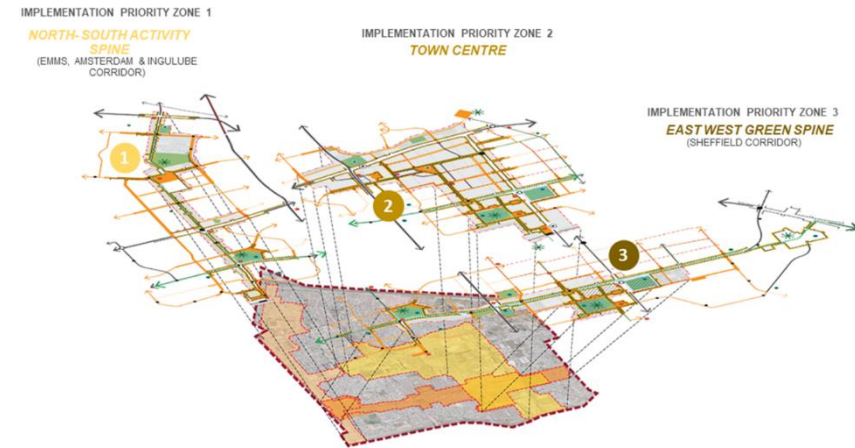 IMPLEMENTATION PRIORITY ZONE 1
NORTH- SOUTH ACTIVITY
SPINE
(EMMS, AMSTERDAM & INGULUBE
CORRIDOR)
IMPLEMENTATION PRIORITY ZONE 2
TOWN CENTRE
IMPLEMENTATION PRIORITY ZONE 3
EAST WEST GREEN SPINE
(SHEFFIELD CORRIDOR)
1
2
3